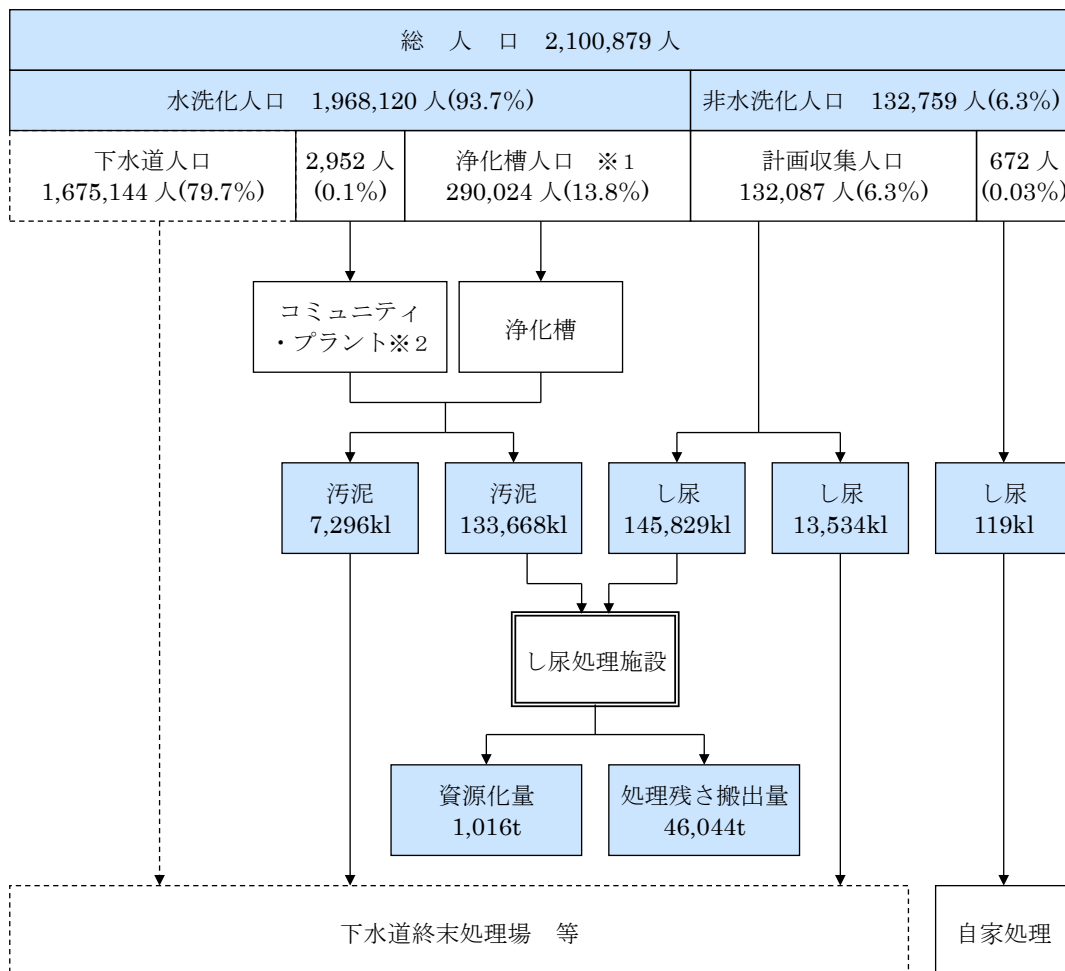 総　人　口　2,100,879 人
水洗化人口　1,968,120 人(93.7%)
非水洗化人口　132,759 人(6.3%)
下水道人口
1,675,144 人(79.7%)
2,952 人
(0.1%)
浄化槽人口　※１
290,024 人(13.8%)
計画収集人口
132,087 人(6.3%)
672 人
(0.03%)
コミュニティ
・プラント※２
浄化槽
汚泥
7,296kl
汚泥
133,668kl
し尿
145,829kl
し尿
13,534kl
し尿
119kl
し尿処理施設
資源化量
1,016t
処理残さ搬出量
46,044t
下水道終末処理場　等
自家処理